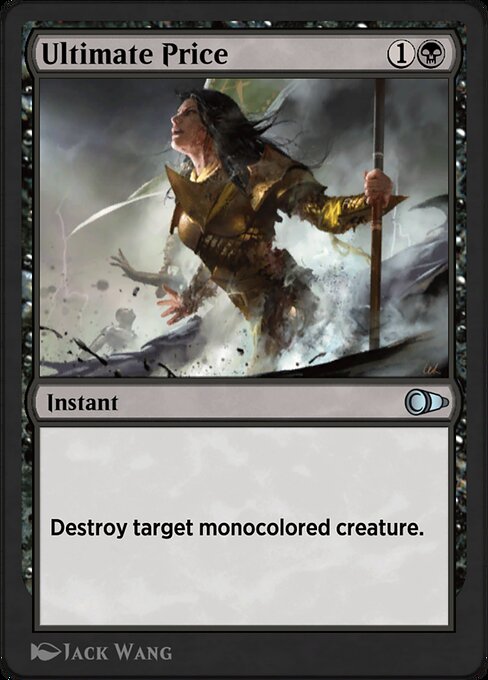 Ultimate Price 1
Instant
Destroy target monocolored creature.
Jack Wang